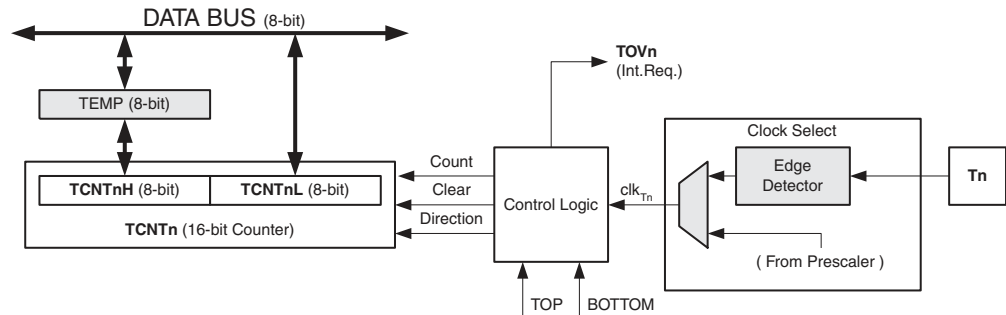 DATA BUS (8-bit)
TOVn
(Int.Req.)
TEMP (8-bit)
Clock Select
Count
Edge
Detector
TCNTnH (8-bit) TCNTnL (8-bit)
Clear
Control Logic
clkTn
Tn
Direction
TCNTn (16-bit Counter)
( From Prescaler )
TOP
BOTTOM